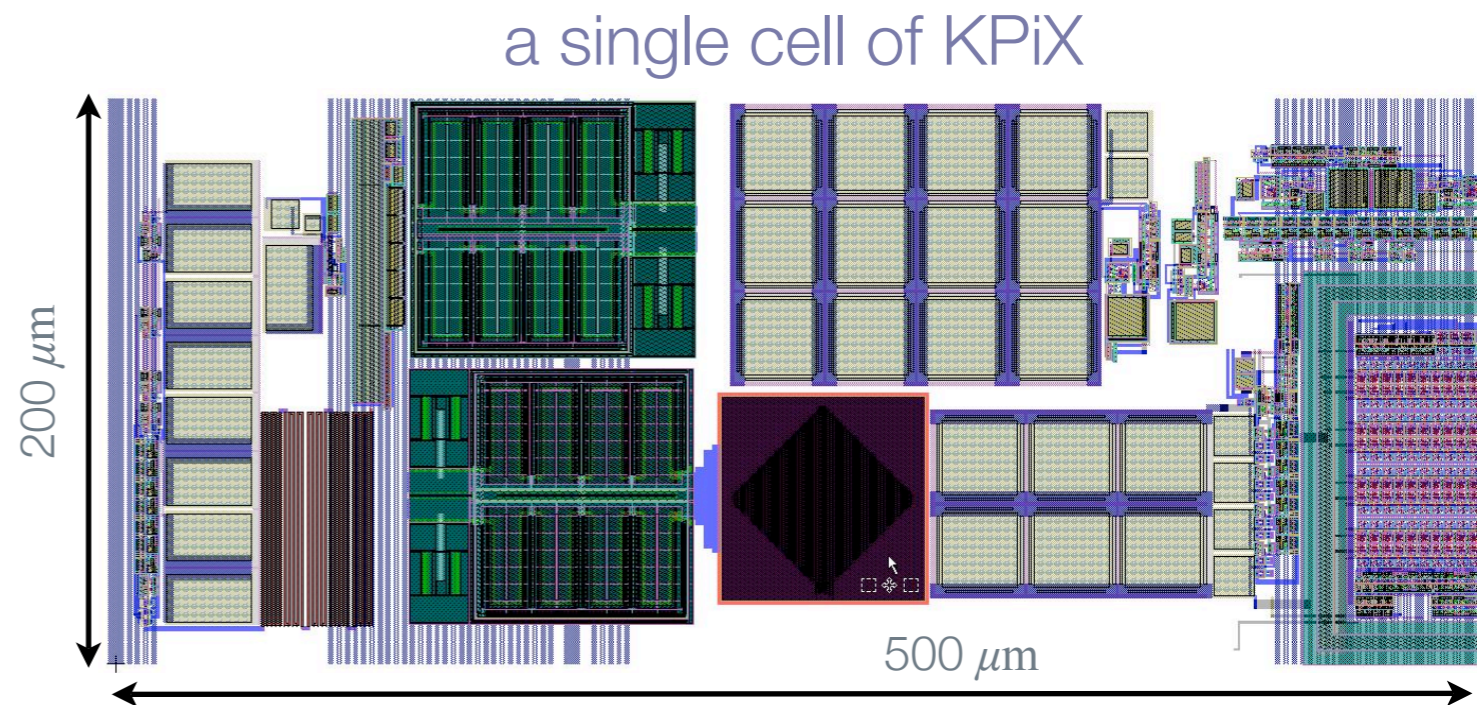 a single cell of KPiX
200 μm
500 μm